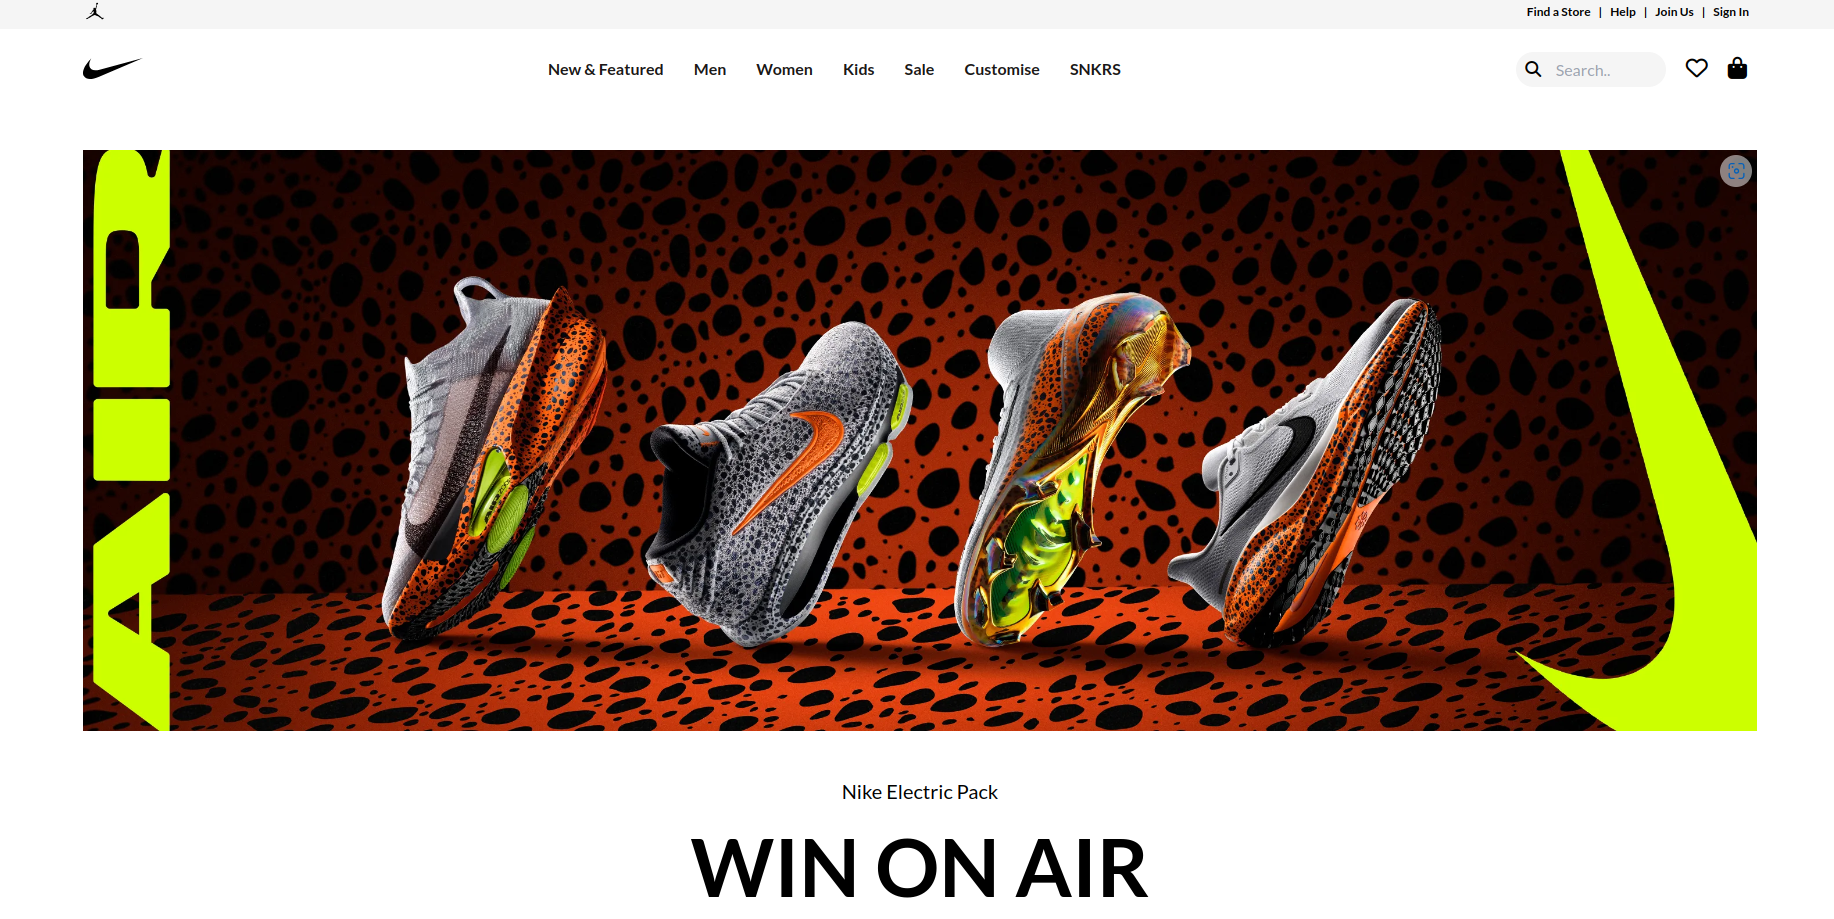 Find a Store | Help | Join Us | Sign In
New & Featured Men Women Kids Sale Customise SNKRS
Search..
AIR
Nike Electric Pack
WIN ON AIR